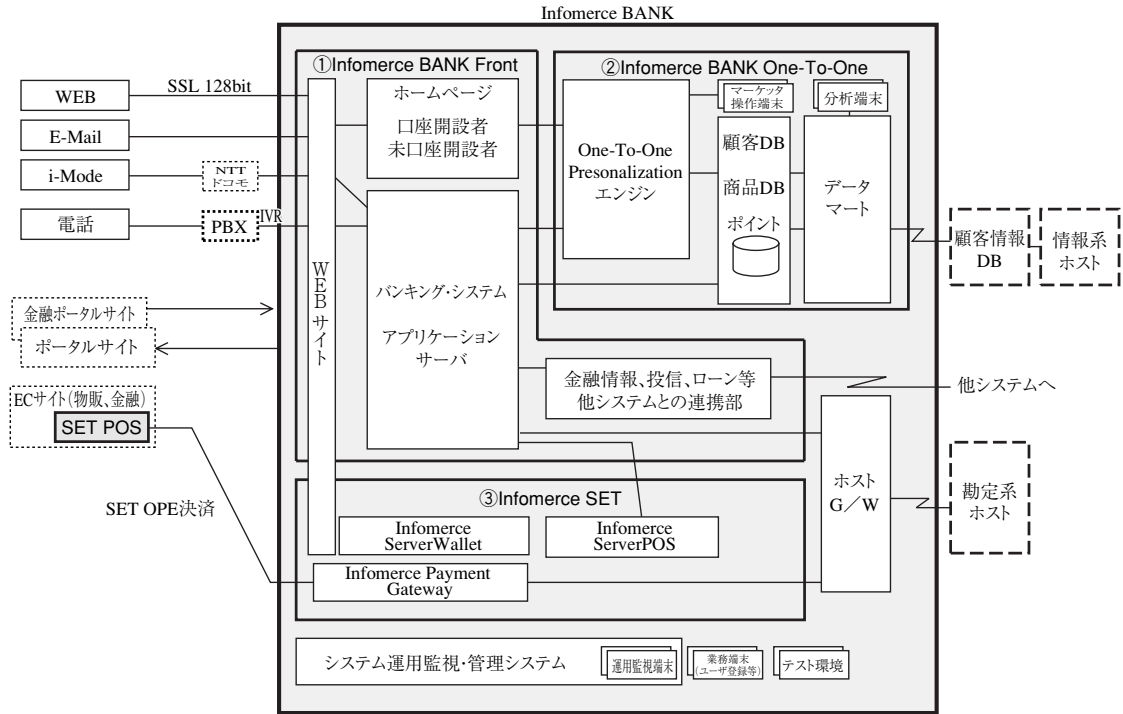 Infomerce BANK
①Infomerce BANK Front
②Infomerce BANK One-To-One
WEB
SSL 128bit
E-Mail
i-Mode
NTT
ドコモ
電話
PBX
IVR
WEBサイト
ホームページ
口座開設者
未口座開設者
バンキング・システム
アプリケーション
サーバ
One-To-One
Presonalization
エンジン
マーケッタ
操作端末
分析端末
顧客DB
商品DB
ポイント
データ
マート
顧客情報
DB
情報系
ホスト
金融ポータルサイト
ポータルサイト
ECサイト(物販、金融)
SET POS
SET OPE決済
金融情報、投信、ローン等
他システムとの連携部
他システムへ
ホスト
G／W
勘定系
ホスト
③Infomerce SET
Infomerce
ServerWallet
Infomerce
ServerPOS
Infomerce Payment
Gateway
システム運用監視・管理システム
運用監視端末
業務端末
(ユーザ登録等)
テスト環境